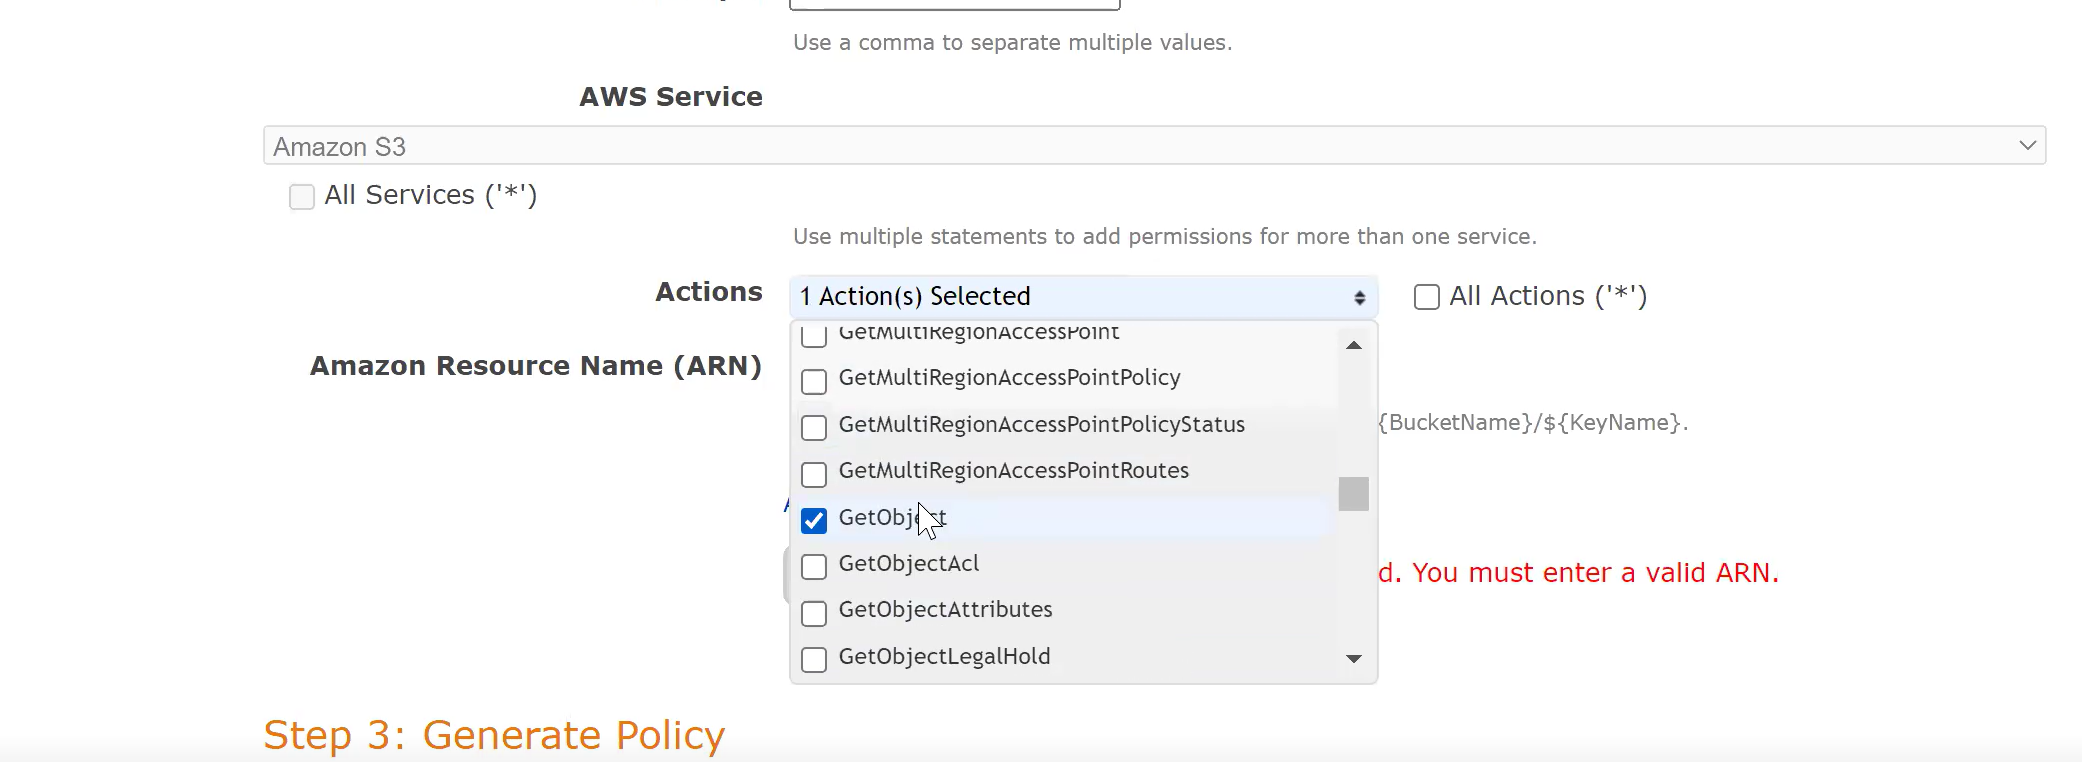 Use a comma to separate multiple values.
AWS Service
Amazon S3
All Services ('*')
Use multiple statements to add permissions for more than one service.
Actions
1 Action(s) Selected
All Actions ('*')
GetMultiRegionAccessPoint
Amazon Resource Name (ARN)
GetMultiRegionAccessPointPolicy
GetMultiRegionAccessPointPolicyStatus
{BucketName}/${KeyName}.
GetMultiRegionAccessPointRoutes
GetObject
GetObjectAcl
d. You must enter a valid ARN.
GetObjectAttributes
GetObjectLegalHold
Step 3: Generate Policy